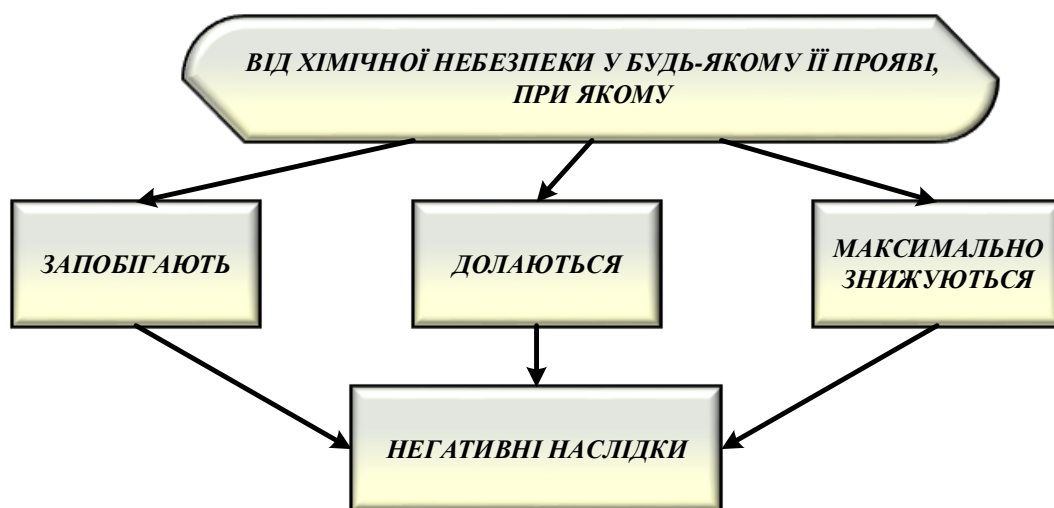 ВІД ХІМІЧНОЇ НЕБЕЗПЕКИ У БУДЬ-ЯКОМУ ЇЇ ПРОЯВІ,
ПРИ ЯКОМУ
ЗАПОБІГАЮТЬ
ДОЛАЮТЬСЯ
МАКСИМАЛЬНО
ЗНИЖУЮТЬСЯ
НЕГАТИВНІ НАСЛІДКИ